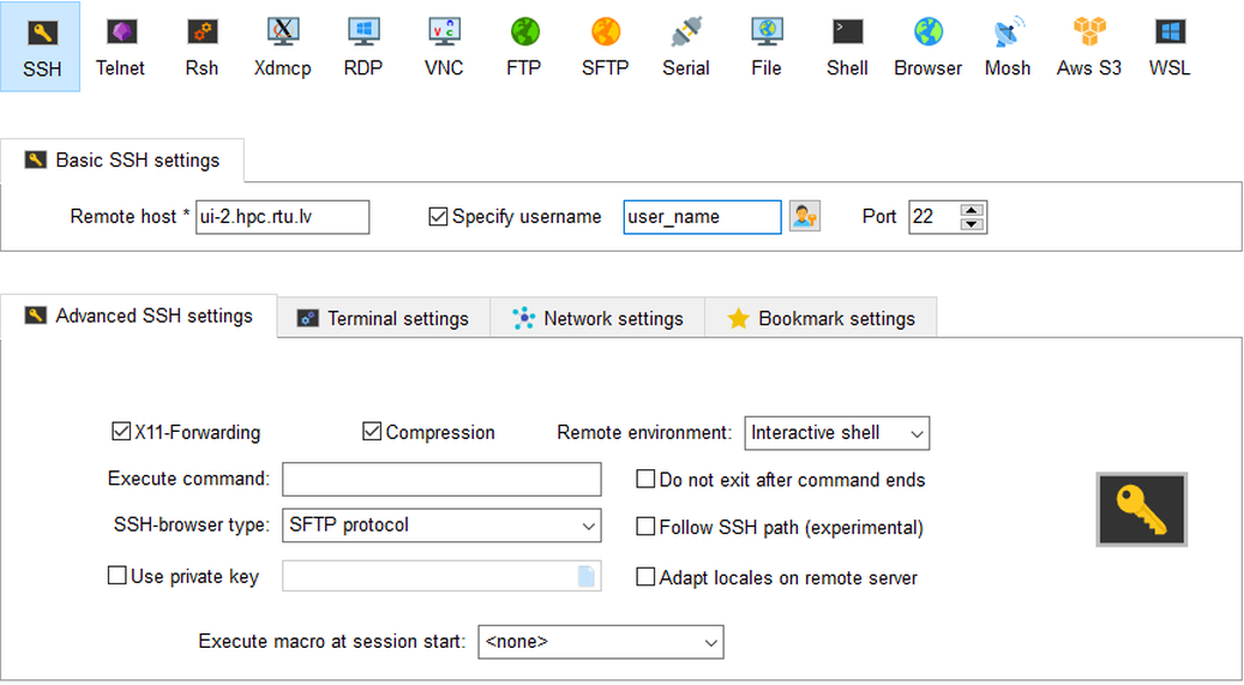 SSH Telnet Rsh Xdmcp RDP VNC FTP SFTP Serial File Shell Browser Mosh Aws S3 WSL
Basic SSH settings
Remote host * ui-2.hpc.rtu.lv Specify username user_name Port 22
Advanced SSH settings Terminal settings Network settings Bookmark settings
X11-Forwarding Compression Remote environment: Interactive shell
Execute command: Do not exit after command ends
SSH-browser type: SFTP protocol Follow SSH path (experimental)
Use private key Adapt locales on remote server
Execute macro at session start: <none>